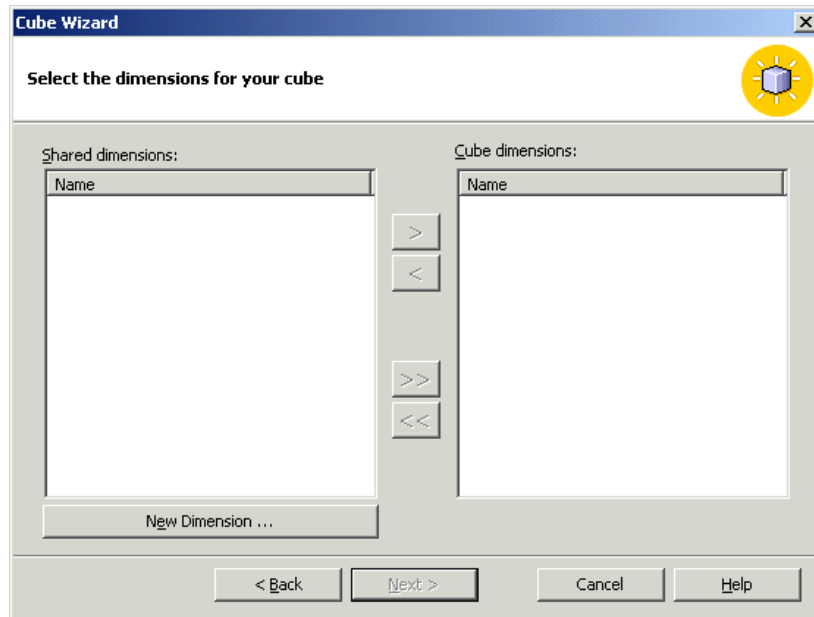 Cube Wizard
Select the dimensions for your cube
Shared dimensions:
Cube dimensions:
Name
Name
>
<
>>
<<
New Dimension ...
< Back
Next >
Cancel
Help